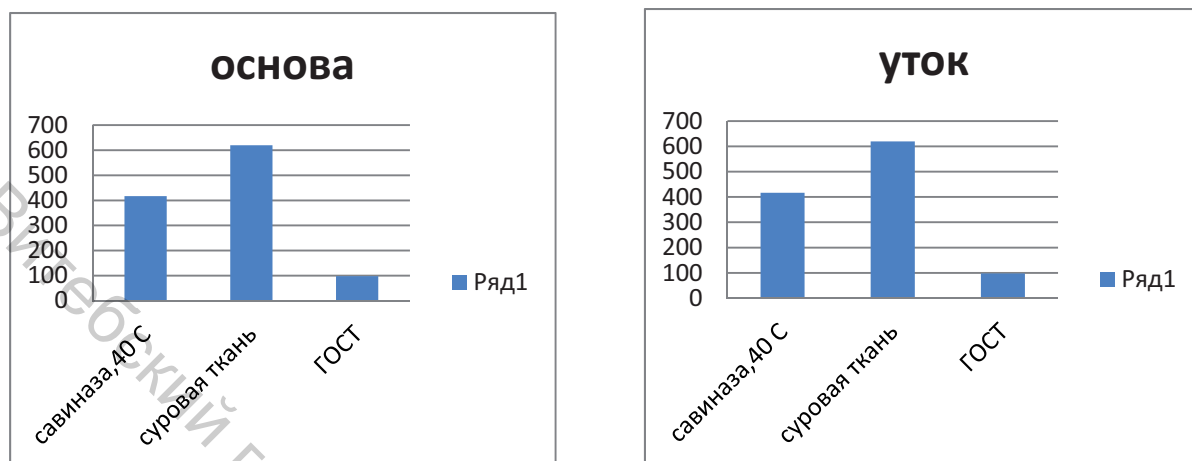 основа
700
600
500
400
300
200
100
0
савиназа,40 С
суровая ткань
ГОСТ
Ряд1
уток
700
600
500
400
300
200
100
0
савиназа,40 С
суровая ткань
ГОСТ
Ряд1
Витебский